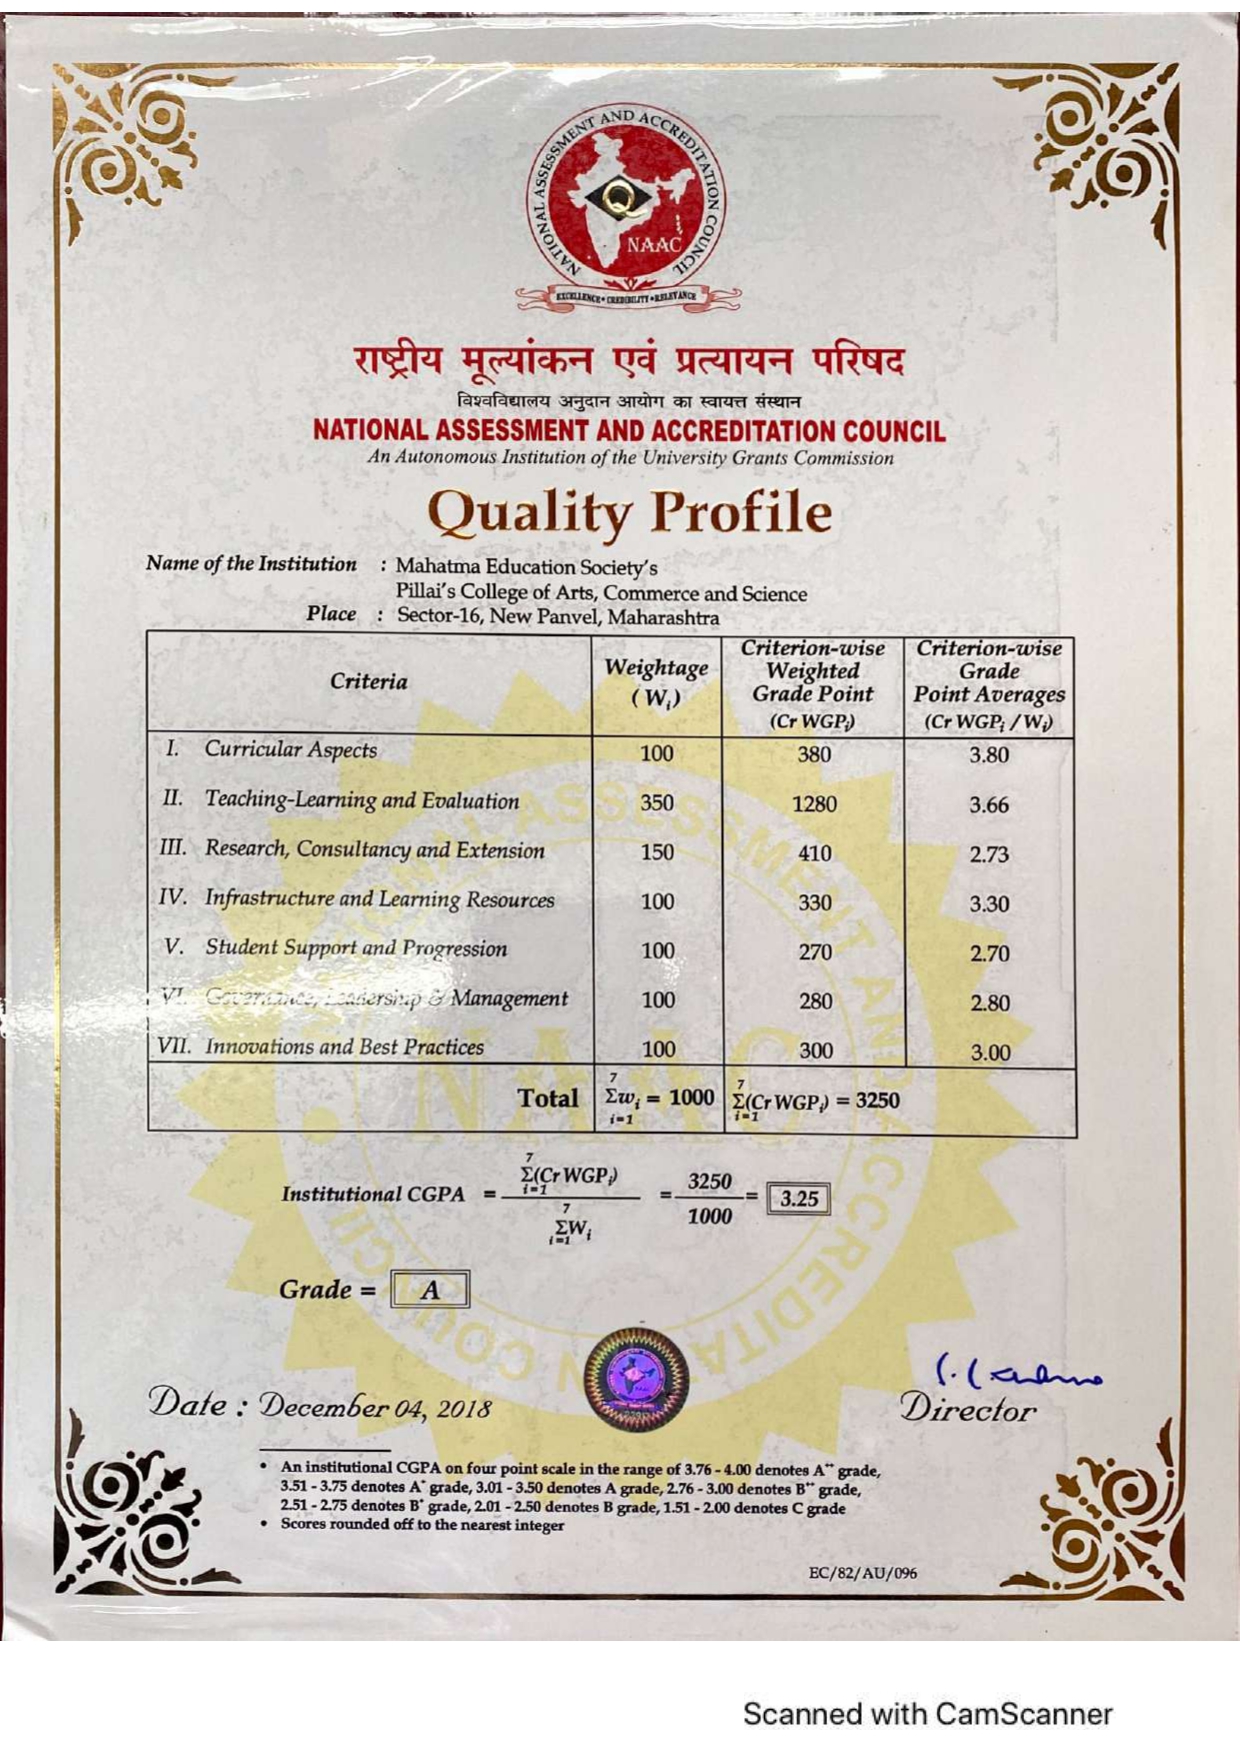 NATIONAL ASSESSMENT AND ACCREDITATION COUNCIL
Q
NAAC
EXCELLENCE • CREDIBILITY • RELEVANCE
राष्ट्रीय मूल्यांकन एवं प्रत्यायन परिषद
विश्वविद्यालय अनुदान आयोग का स्वायत्त संस्थान
NATIONAL ASSESSMENT AND ACCREDITATION COUNCIL
An Autonomous Institution of the University Grants Commission
Quality Profile
Name of the Institution : Mahatma Education Society's
Pillai's College of Arts, Commerce and Science
Place : Sector-16, New Panvel, Maharashtra
Criteria Weightage (Wi) Criterion-wise Weighted Grade Point (Cr WGPi) Criterion-wise Grade Point Averages (Cr WGPi / Wi)
I. Curricular Aspects 100 380 3.80
II. Teaching-Learning and Evaluation 350 1280 3.66
III. Research, Consultancy and Extension 150 410 2.73
IV. Infrastructure and Learning Resources 100 330 3.30
V. Student Support and Progression 100 270 2.70
VI. Governance, Leadership & Management 100 280 2.80
VII. Innovations and Best Practices 100 300 3.00
Total 7 Σwi = 1000 i=1 7 Σ(Cr WGPi) = 3250 i=1
Institutional CGPA = 7 Σ(Cr WGPi) i=1 / 7 ΣWi i=1 = 3250 / 1000 = 3.25
Grade = A
Date : December 04, 2018
Director
• An institutional CGPA on four point scale in the range of 3.76 - 4.00 denotes A++ grade,
3.51 - 3.75 denotes A+ grade, 3.01 - 3.50 denotes A grade, 2.76 - 3.00 denotes B++ grade,
2.51 - 2.75 denotes B+ grade, 2.01 - 2.50 denotes B grade, 1.51 - 2.00 denotes C grade
• Scores rounded off to the nearest integer
EC/82/AU/096
Scanned with CamScanner